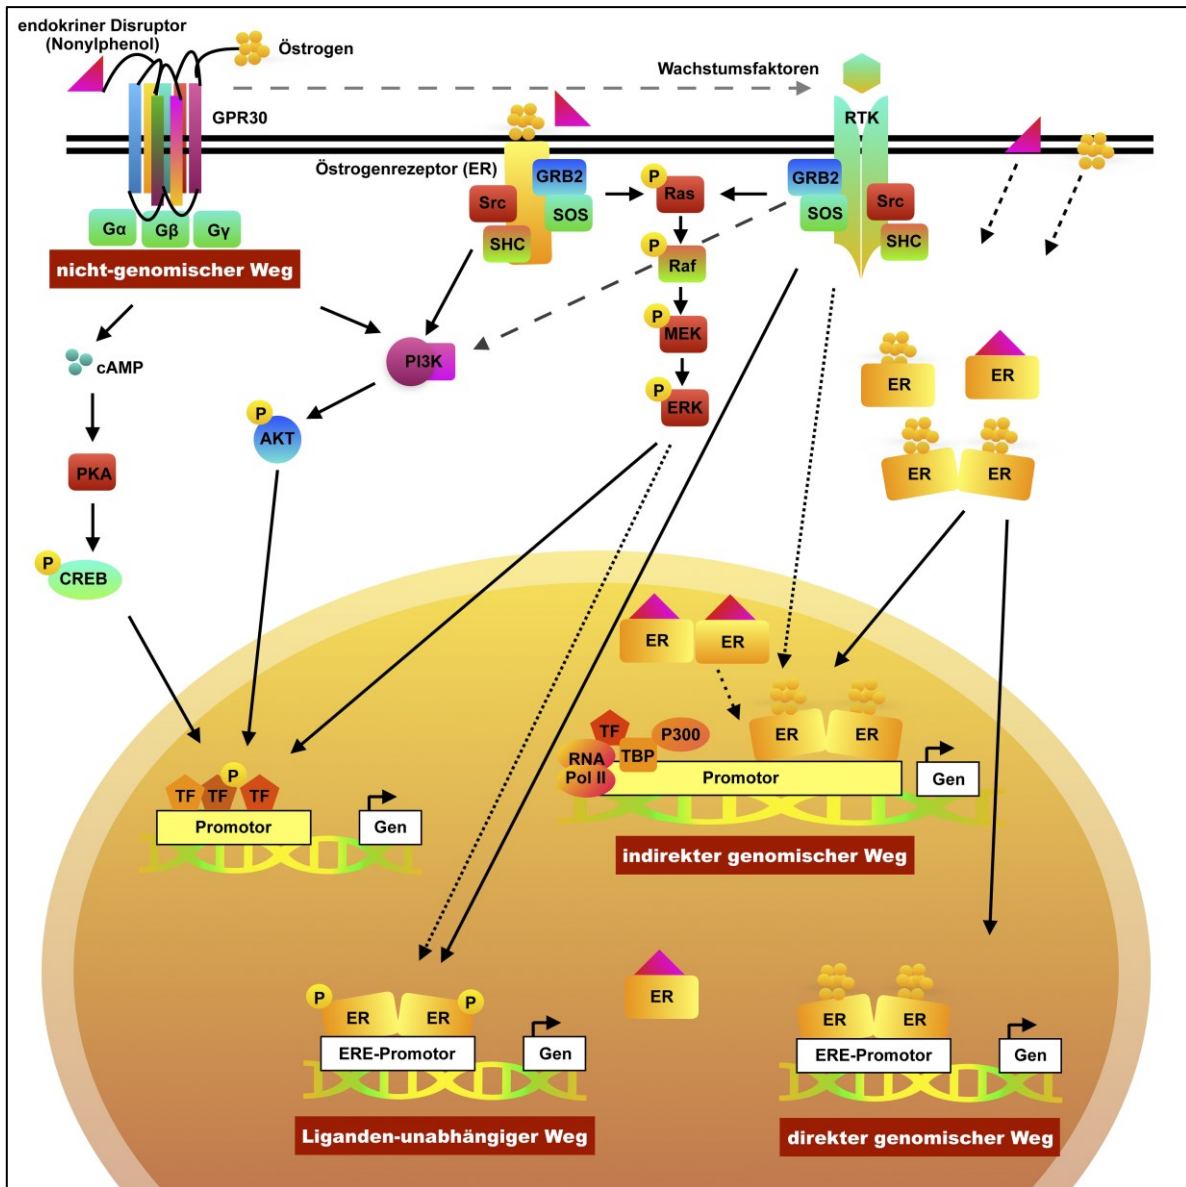 endokriner Disruptor
(Nonylphenol)
Östrogen
Wachstumsfaktoren
GPR30
RTK
Östrogenrezeptor (ER)
GRB2
Src
SOS
SHC
P
Ras
GRB2
SOS
Src
SHC
Gα
Gβ
Gγ
nicht-genomischer Weg
P
Raf
P
MEK
PI3K
cAMP
P
ERK
ER
ER
P
AKT
PKA
ER
ER
P
CREB
ER
ER
TF
P300
RNA
Pol II
TBP
ER
ER
Promotor
Gen
P
TF
TF
TF
Promotor
Gen
indirekter genomischer Weg
P
ER
ER
P
ERE-Promotor
Gen
Liganden-unabhängiger Weg
ER
ER
ER
ERE-Promotor
Gen
direkter genomischer Weg